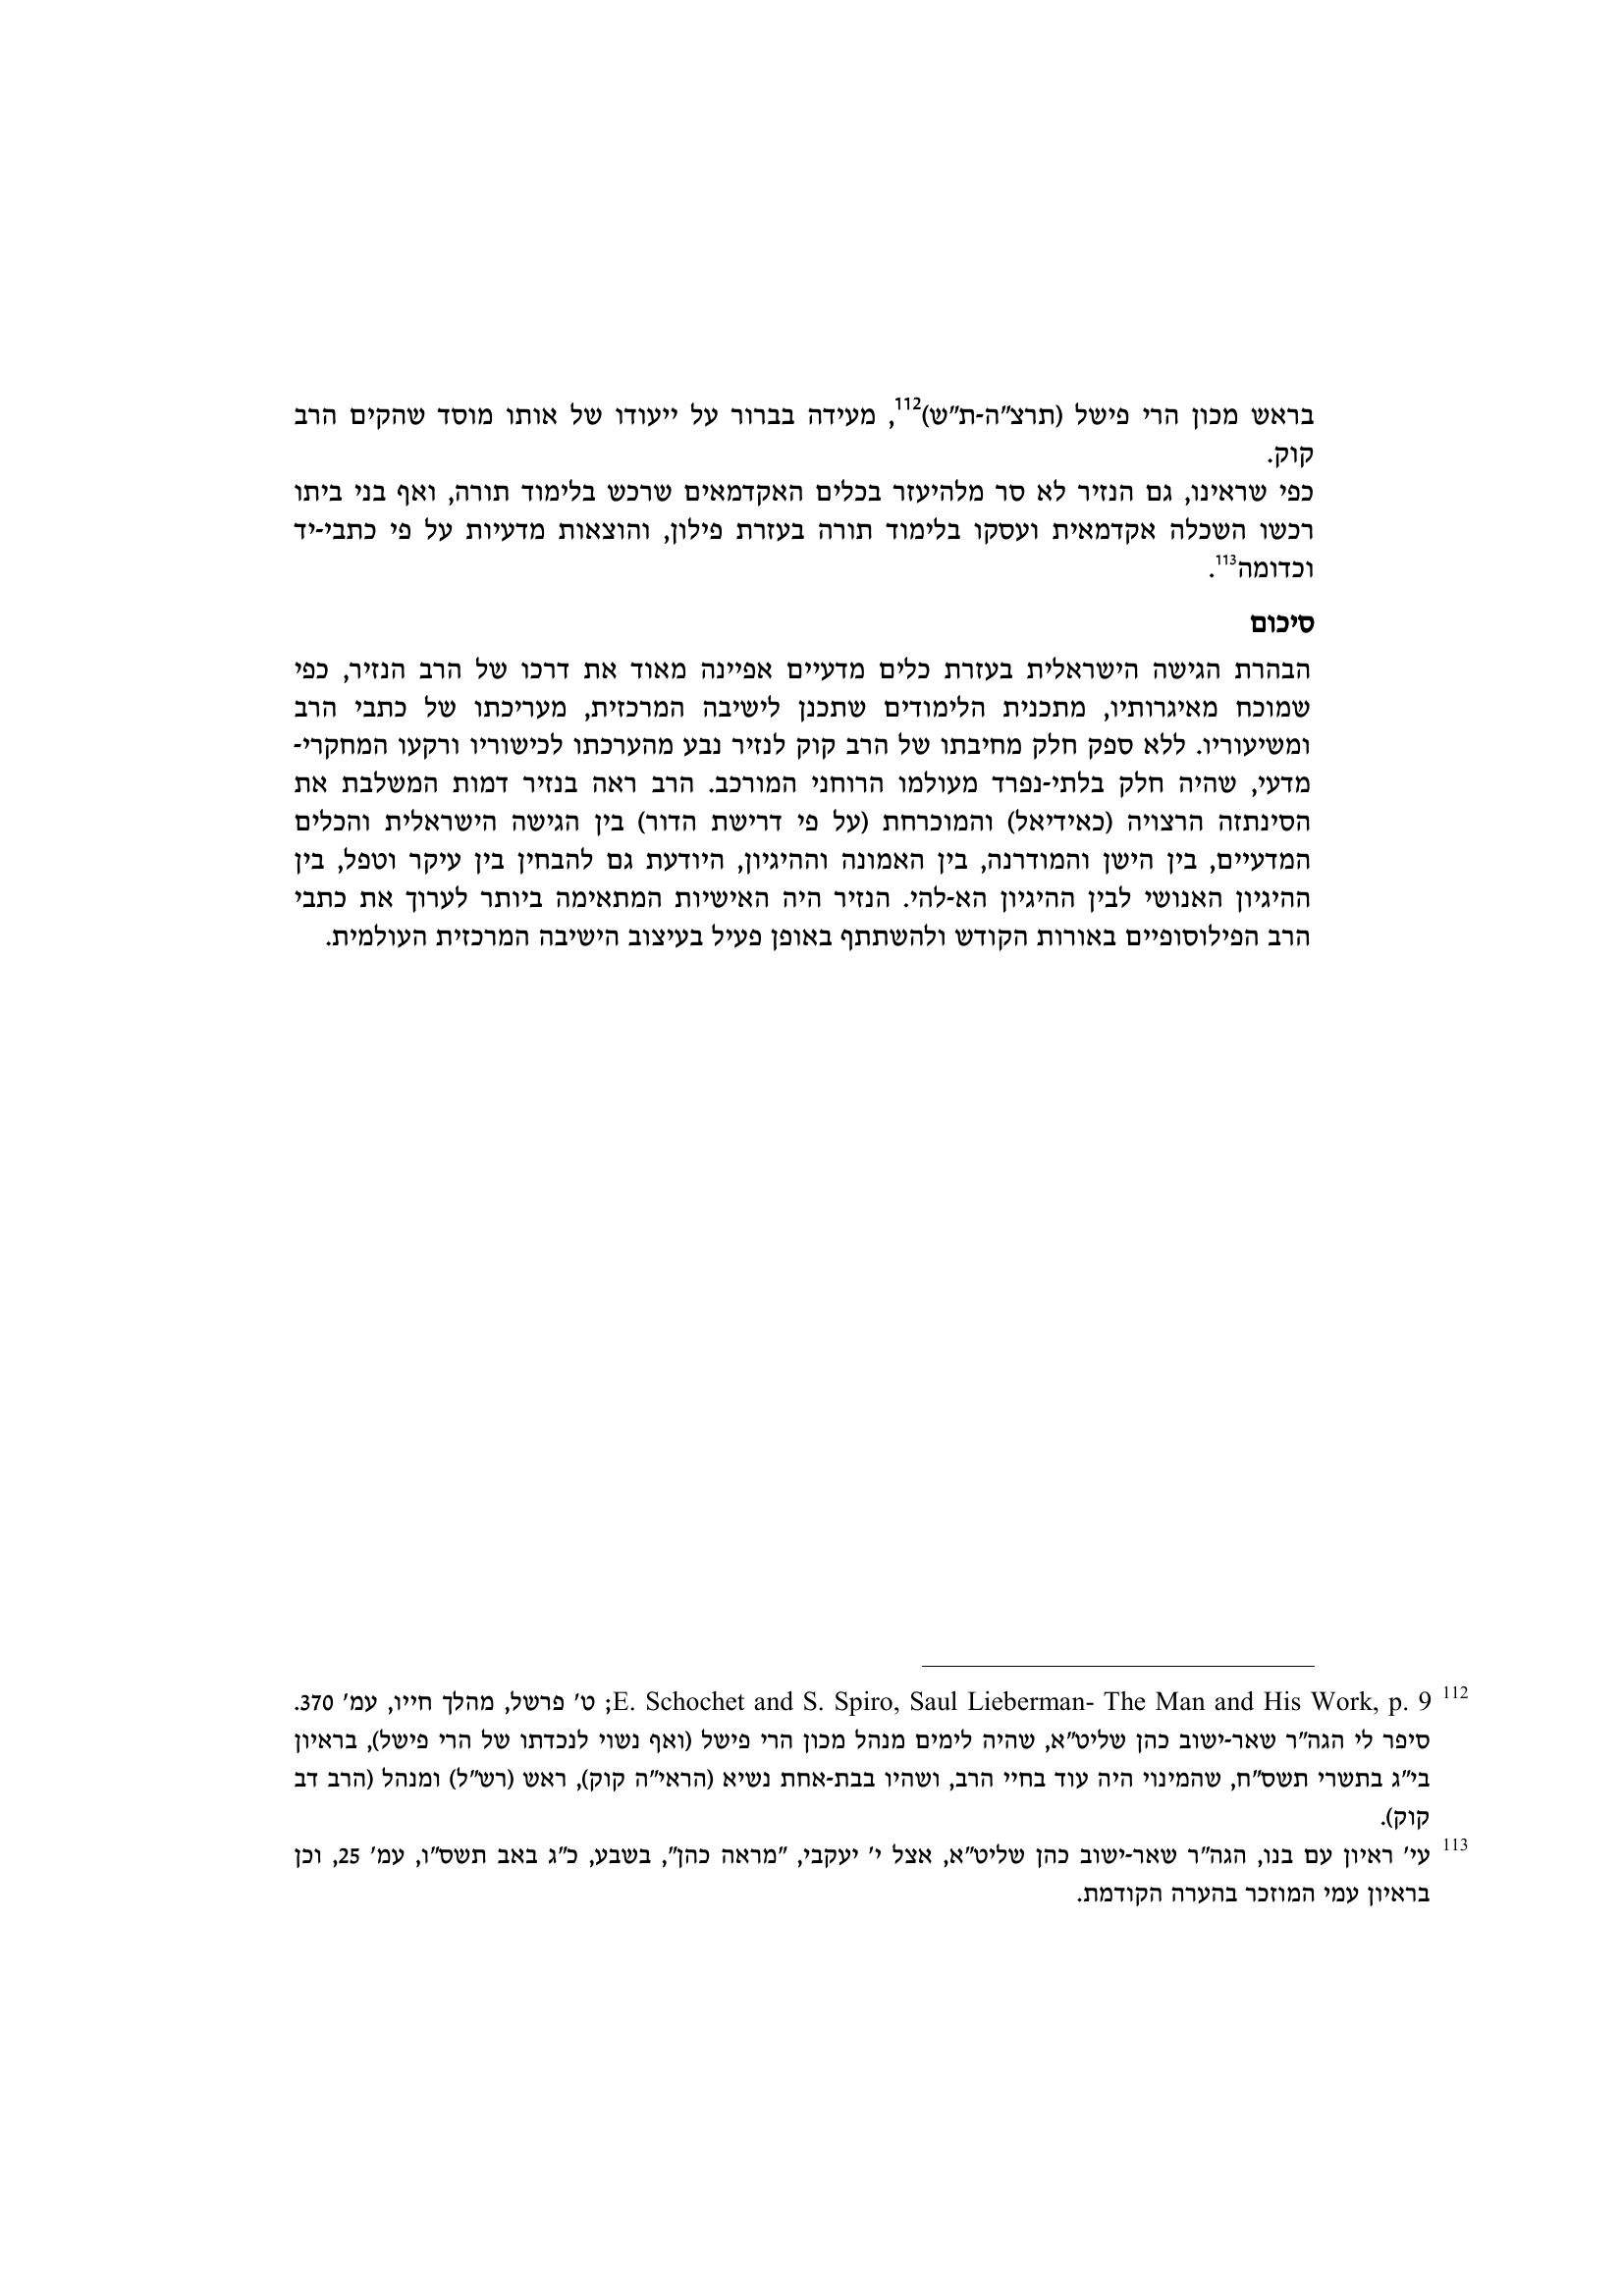 בראש מכון הרי פישל (תרצ"ה-ת"ש)112, מעידה בברור על ייעודו של אותו מוסד שהקים הרב
קוק.
כפי שראינו, גם הנזיר לא סר מלהיעזר בכלים האקדמאים שרכש בלימוד תורה, ואף בני ביתו
רכשו השכלה אקדמאית ועסקו בלימוד תורה בעזרת פילון, והוצאות מדעיות על פי כתבי-יד
וכדומה113.
סיכום
הבהרת הגישה הישראלית בעזרת כלים מדעיים אפיינה מאוד את דרכו של הרב הנזיר, כפי
שמוכח מאיגרותיו, מתכנית הלימודים שתכנן לישיבה המרכזית, מעריכתו של כתבי הרב
ומשיעוריו. ללא ספק חלק מחיבתו של הרב קוק לנזיר נבע מהערכתו לכישוריו ורקעו המחקרי-
מדעי, שהיה חלק בלתי-נפרד מעולמו הרוחני המורכב. הרב ראה בנזיר דמות המשלבת את
הסינתזה הרצויה (כאידיאל) והמוכרחת (על פי דרישת הדור) בין הגישה הישראלית והכלים
המדעיים, בין הישן והמודרנה, בין האמונה וההיגיון, היודעת גם להבחין בין עיקר וטפל, בין
ההיגיון האנושי לבין ההיגיון הא-להי. הנזיר היה האישיות המתאימה ביותר לערוך את כתבי
הרב הפילוסופיים באורות הקודש ולהשתתף באופן פעיל בעיצוב הישיבה המרכזית העולמית.
112 E. Schochet and S. Spiro, Saul Lieberman- The Man and His Work, p. 9; ט' פרשל, מהלך חייו, עמ' 370.
סיפר לי הגה"ר שאר-ישוב כהן שליט"א, שהיה לימים מנהל מכון הרי פישל (ואף נשוי לנכדתו של הרי פישל), בראיון
בי"ג בתשרי תשס"ח, שהמינוי היה עוד בחיי הרב, ושהיו בבת-אחת נשיא (הראי"ה קוק), ראש (רש"ל) ומנהל (הרב דב
קוק).
113 עי' ראיון עם בנו, הגה"ר שאר-ישוב כהן שליט"א, אצל י' יעקבי, "מראה כהן", בשבע, כ"ג באב תשס"ו, עמ' 25, וכן
בראיון עמי המוזכר בהערה הקודמת.